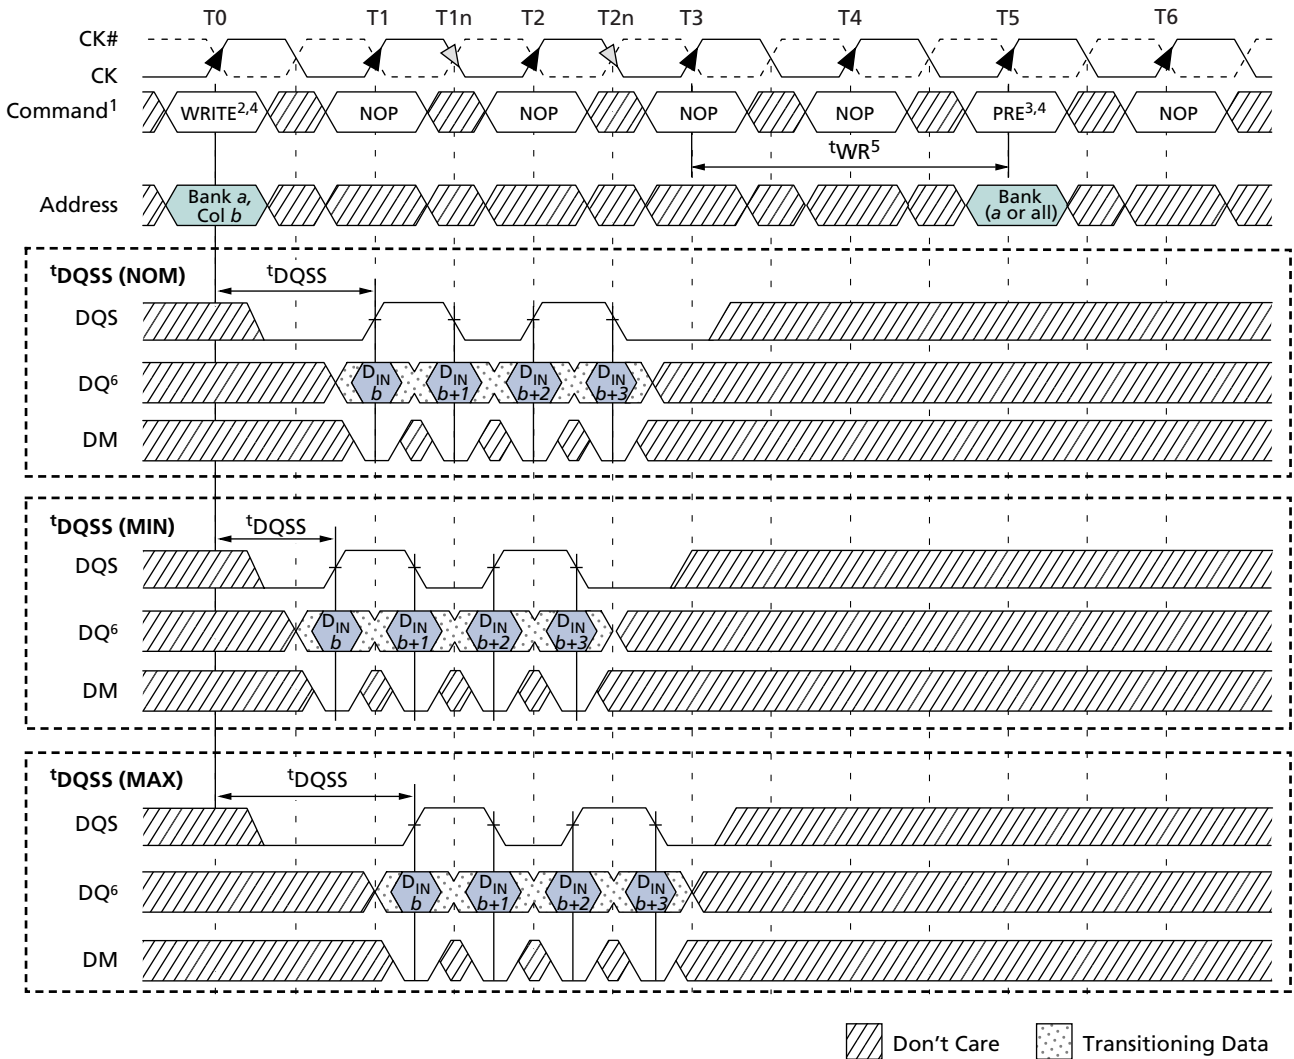 T0 T1 T1n T2 T2n T3 T4 T5 T6
CK#
CK
Command¹ WRITE²,⁴ NOP NOP NOP NOP PRE³,⁴ NOP
ᵗWR⁵
Address Bank a, Col b Bank (a or all)
ᵗDQSS (NOM) ᵗDQSS
DQS
DQ⁶ DIN b DIN b+1 DIN b+2 DIN b+3
DM
ᵗDQSS (MIN) ᵗDQSS
DQS
DQ⁶ DIN b DIN b+1 DIN b+2 DIN b+3
DM
ᵗDQSS (MAX) ᵗDQSS
DQS
DQ⁶ DIN b DIN b+1 DIN b+2 DIN b+3
DM
Don't Care Transitioning Data